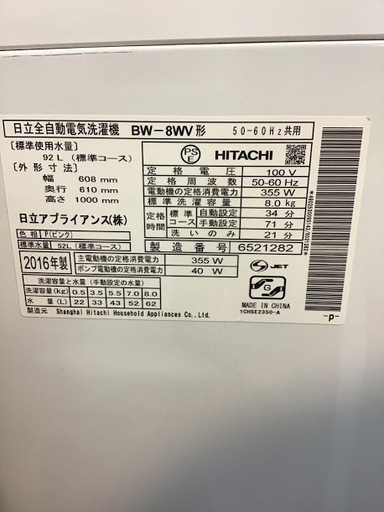 日立全自動電気洗濯機 BW-8WV形 50-60Hz共用
[標準使用水量]
92L (標準コース)
[外形寸法]
幅 608 mm
奥行 610 mm
高さ 1000 mm
日立アプライアンス(株)
色相 P(ピンク)
標準水量 52L (標準コース)
PS E HITACHI
定格電圧 100 V
定格周波数 50-60 Hz
電動機の定格消費電力 355 W
標準洗濯容量 8.0 kg
定格時間 標準コース 自動設定 34 分
手動設定 71 分
洗いのみ 21 分
製造番号 6521282
2016年製
主電動機の定格消費電力 355 W
ポンプ電動機の定格消費電力 40 W
JET
洗濯容量と水量 (手動設定の水量)
洗濯容量(kg) 0.5 3.5 5.5 7.0 8.0
水量 (L) 22 33 43 52 62
製造元 Shanghai Hitachi Household Appliances Co., Ltd.
MADE IN CHINA
1CHSE2350-A
-p-